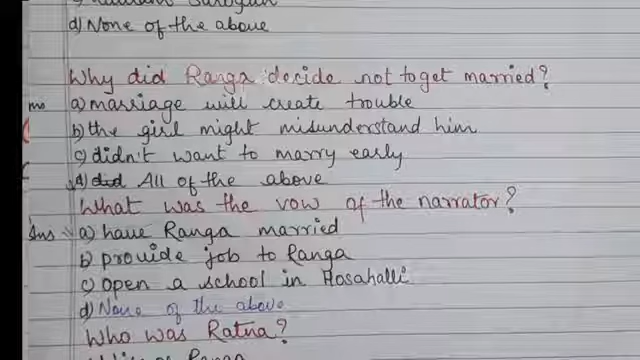 d) None of the above
Why did Ranga decide not to get married?
ms a) marriage will create trouble
b) the girl might misunderstand him
c) didn't want to marry early
d) All of the above
What was the vow of the narrator?
Ans a) have Ranga married
b) provide job to Ranga
c) Open a school in Hosahalli
d) None of the above
Who was Ratna?